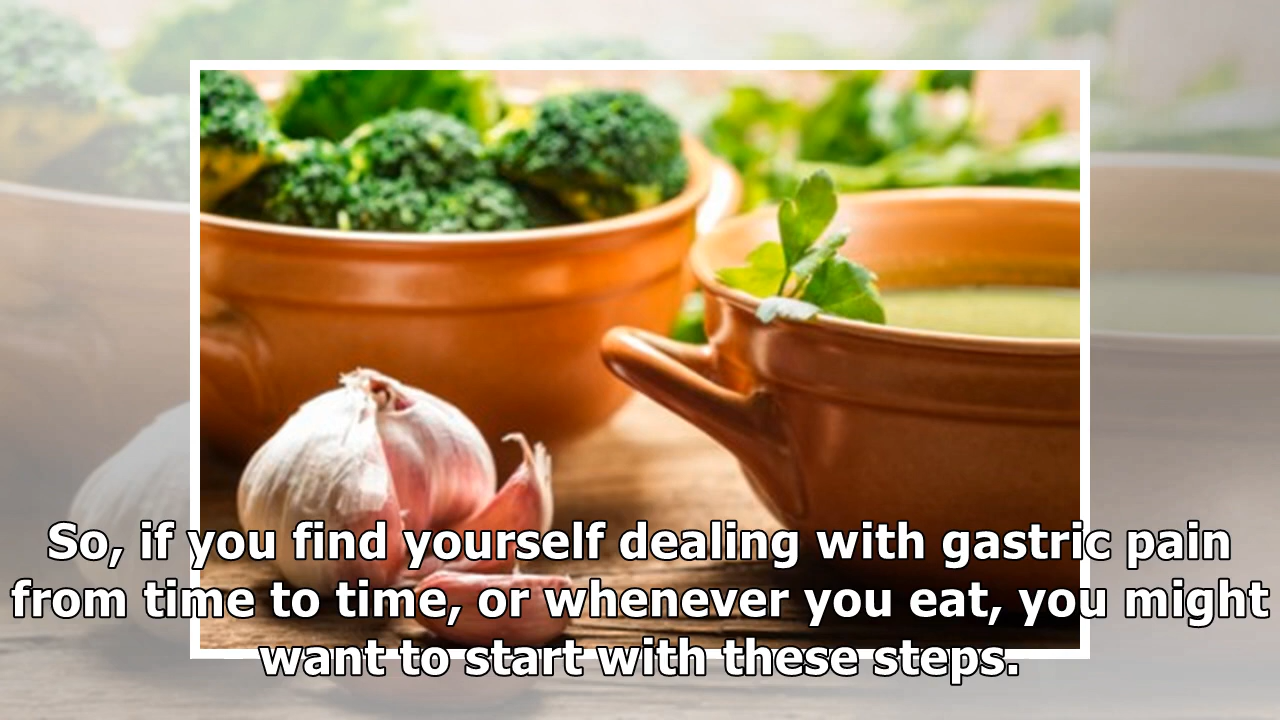 So, if you find yourself dealing with gastric pain
from time to time, or whenever you eat, you might
want to start with these steps.